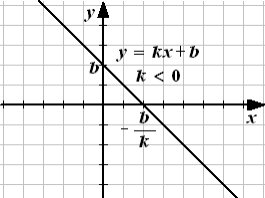 y
y = kx + b
b
k < 0
x
- b/k